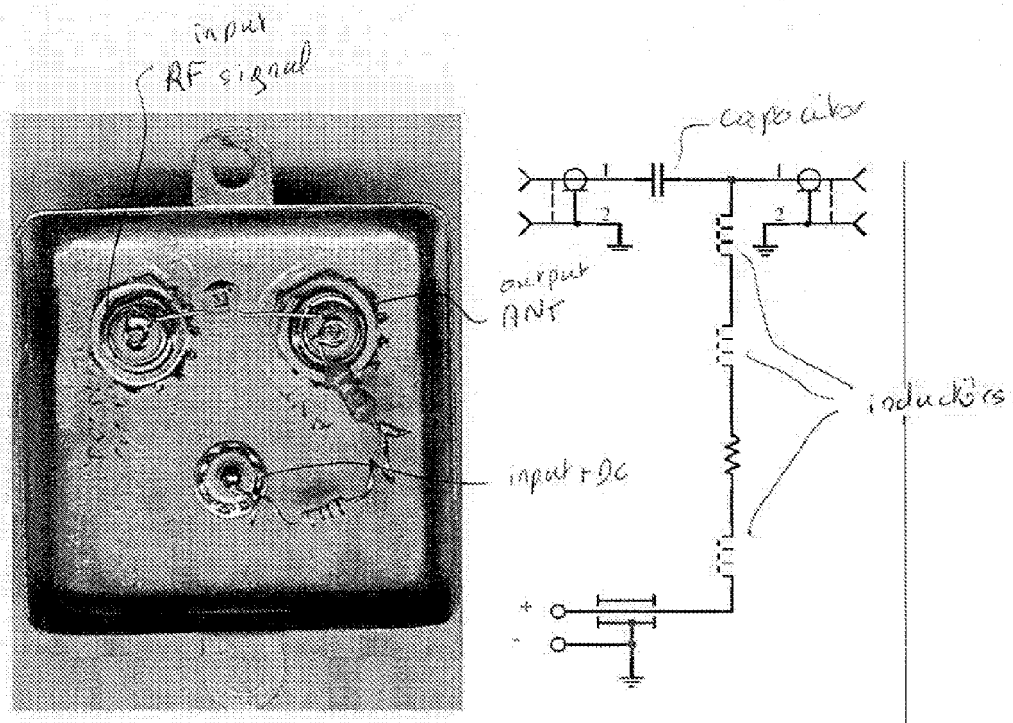 input
RF signal
capacitor
1
1
2
2
output
ANT
inductors
input + DC
+
-